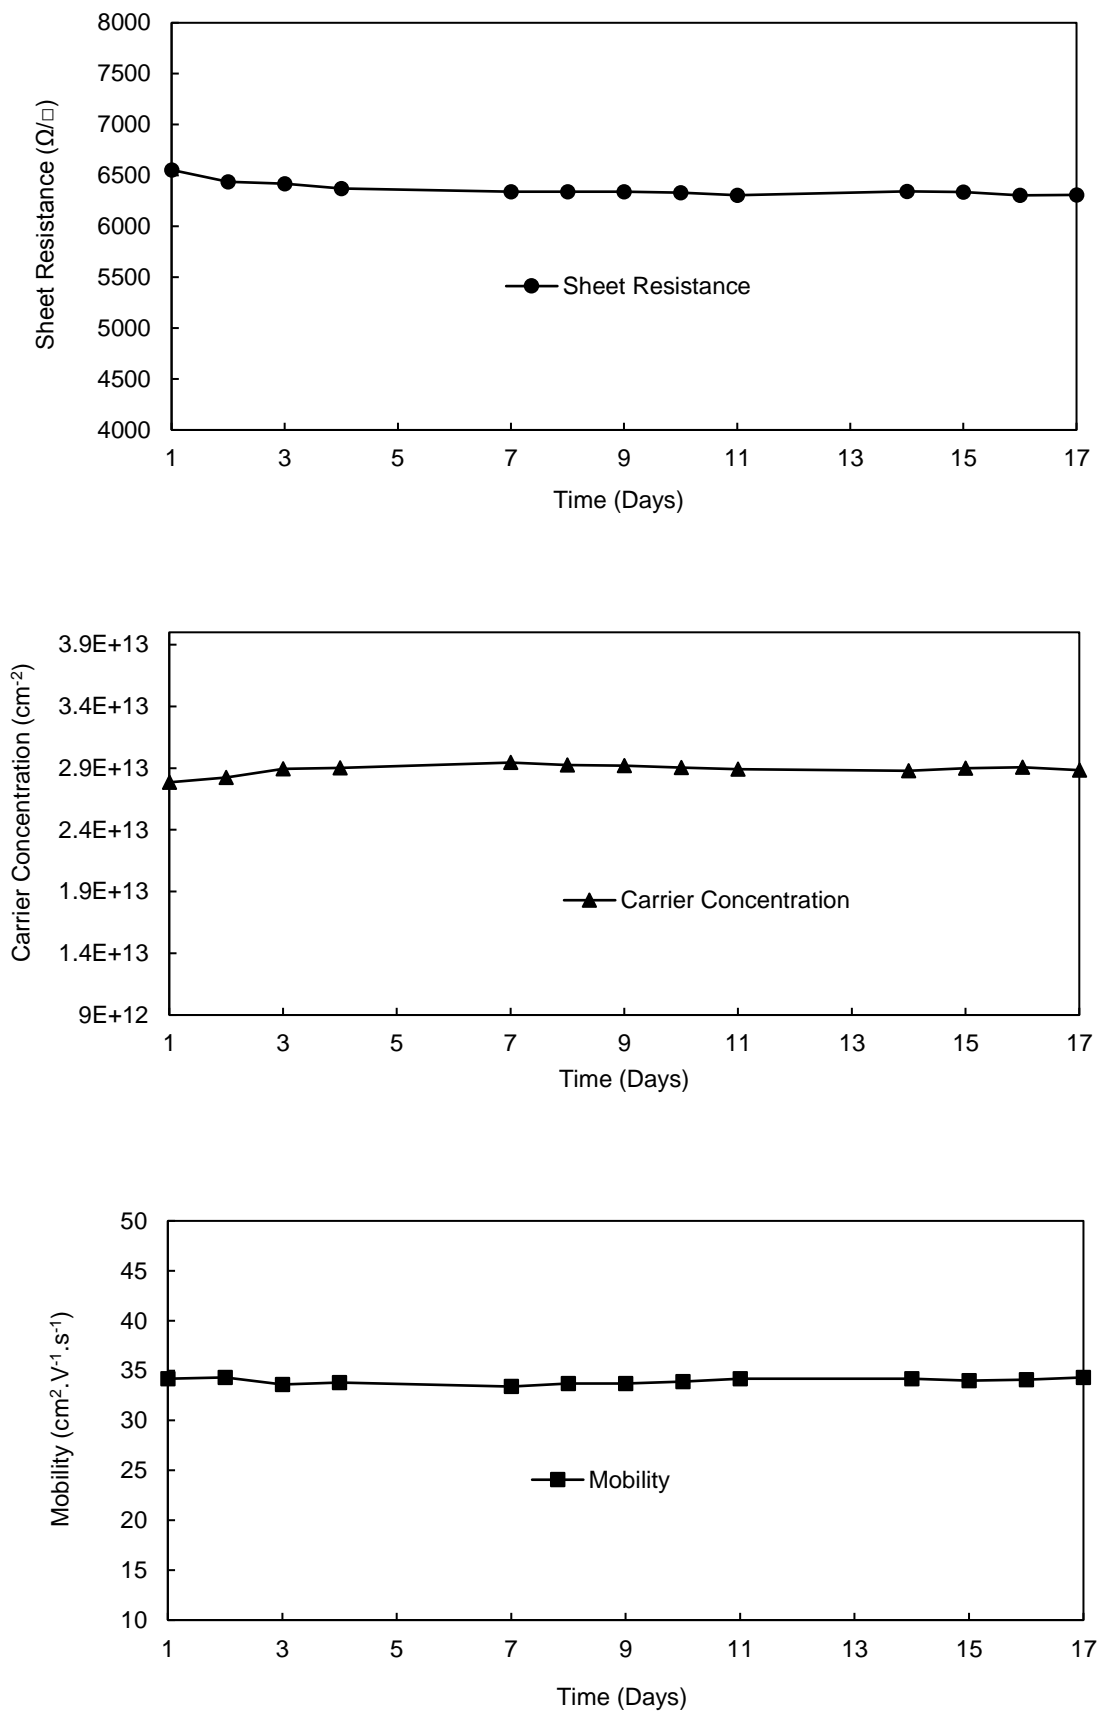 8000
7500
7000
6500
6000
5500
5000
4500
4000
Sheet Resistance (Ω/□)
Sheet Resistance
1 3 5 7 9 11 13 15 17
Time (Days)
3.9E+13
3.4E+13
2.9E+13
2.4E+13
1.9E+13
1.4E+13
9E+12
Carrier Concentration (cm⁻²)
Carrier Concentration
1 3 5 7 9 11 13 15 17
Time (Days)
50
45
40
35
30
25
20
15
10
Mobility (cm².V⁻¹.s⁻¹)
Mobility
1 3 5 7 9 11 13 15 17
Time (Days)